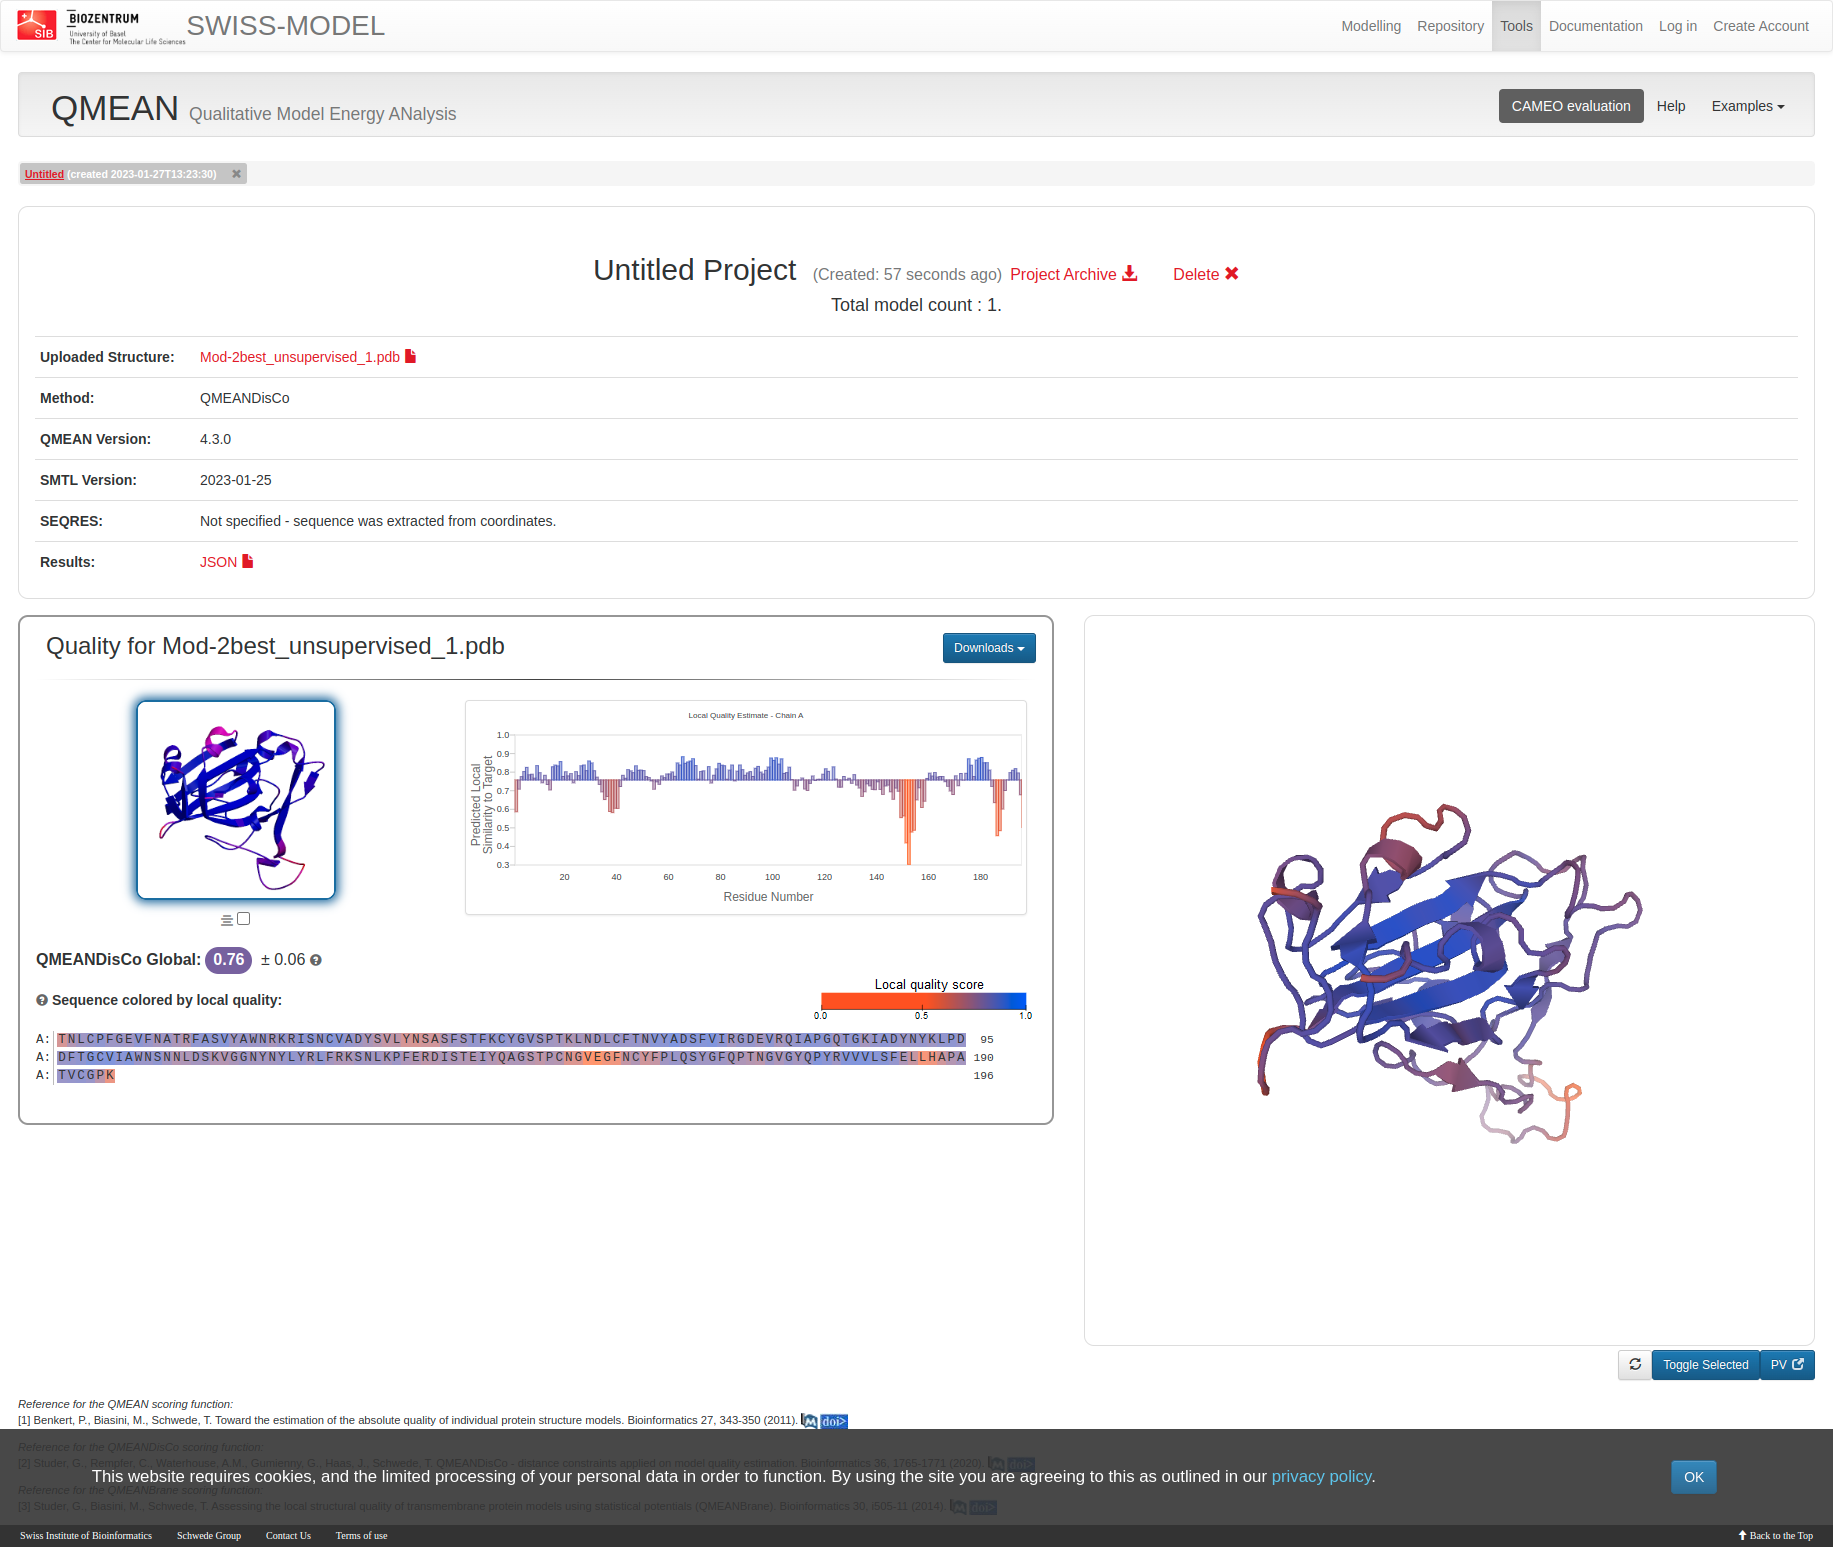 SIB
BIOZENTRUM
University of Basel
The Center for Molecular Life Sciences
SWISS-MODEL
Modelling Repository Tools Documentation Log in Create Account
QMEAN Qualitative Model Energy ANalysis
CAMEO evaluation Help Examples
Untitled (created 2023-01-27T13:23:30)
Untitled Project (Created: 57 seconds ago) Project Archive Delete
Total model count : 1.
Uploaded Structure: Mod-2best_unsupervised_1.pdb
Method: QMEANDisCo
QMEAN Version: 4.3.0
SMTL Version: 2023-01-25
SEQRES: Not specified - sequence was extracted from coordinates.
Results: JSON
Quality for Mod-2best_unsupervised_1.pdb
Downloads
Local Quality Estimate - Chain A
Predicted Local
Similarity to Target
1.0
0.9
0.8
0.7
0.6
0.5
0.4
0.3
20 40 60 80 100 120 140 160 180
Residue Number
QMEANDisCo Global: 0.76 ± 0.06
Sequence colored by local quality:
Local quality score
0.0 0.5 1.0
A: TNLCPFGEVFNATRFASVYAWNRKRISNCVADYSVLYNSASFSTFKCYGVSPTKLNDLCFTNVYADSFVIRGDEVRQIAPGQTGKIADYNYKLPD 95
A: DFTGCVIAWNSNNLDSKVGGNYNYLYRLFRKSNLKPFERDISTEIYQAGSTPCNGVEGFNCYFPLQSYGFQPTNGVGYQPYRVVVLSFELLHAPA 190
A: TVCGPK 196
Toggle Selected PV
Reference for the QMEAN scoring function:
[1] Benkert, P., Biasini, M., Schwede, T. Toward the estimation of the absolute quality of individual protein structure models. Bioinformatics 27, 343-350 (2011). doi>
Reference for the QMEANDisCo scoring function:
[2] Studer, G., Rempfer, C., Waterhouse, A.M., Gumienny, G., Haas, J., Schwede, T. QMEANDisCo - distance constraints applied on model quality estimation. Bioinformatics 36, 1765-1771 (2020). doi>
This website requires cookies, and the limited processing of your personal data in order to function. By using the site you are agreeing to this as outlined in our privacy policy.
OK
Reference for the QMEANBrane scoring function:
[3] Studer, G., Biasini, M., Schwede, T. Assessing the local structural quality of transmembrane protein models using statistical potentials (QMEANBrane). Bioinformatics 30, i505-11 (2014). doi>
Swiss Institute of Bioinformatics Schwede Group Contact Us Terms of use
Back to the Top